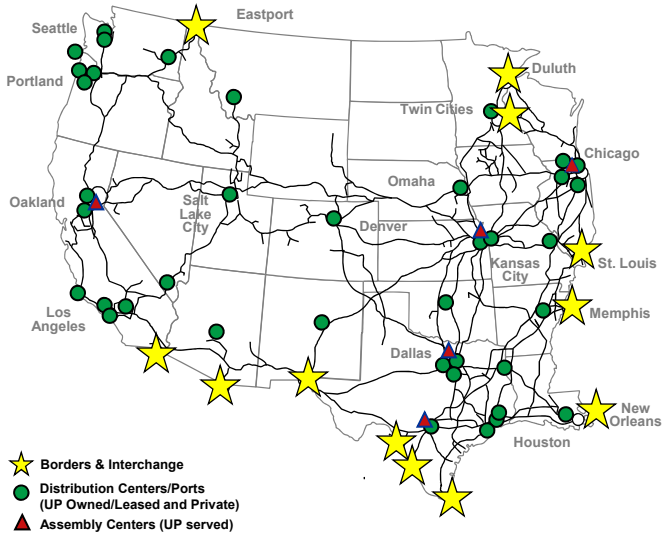 Eastport
Seattle
Duluth
Portland
Twin Cities
Chicago
Omaha
Oakland
Salt
Lake
City
Denver
Kansas
City
St. Louis
Los
Angeles
Memphis
Dallas
New
Orleans
Houston
Borders & Interchange
Distribution Centers/Ports
(UP Owned/Leased and Private)
Assembly Centers (UP served)